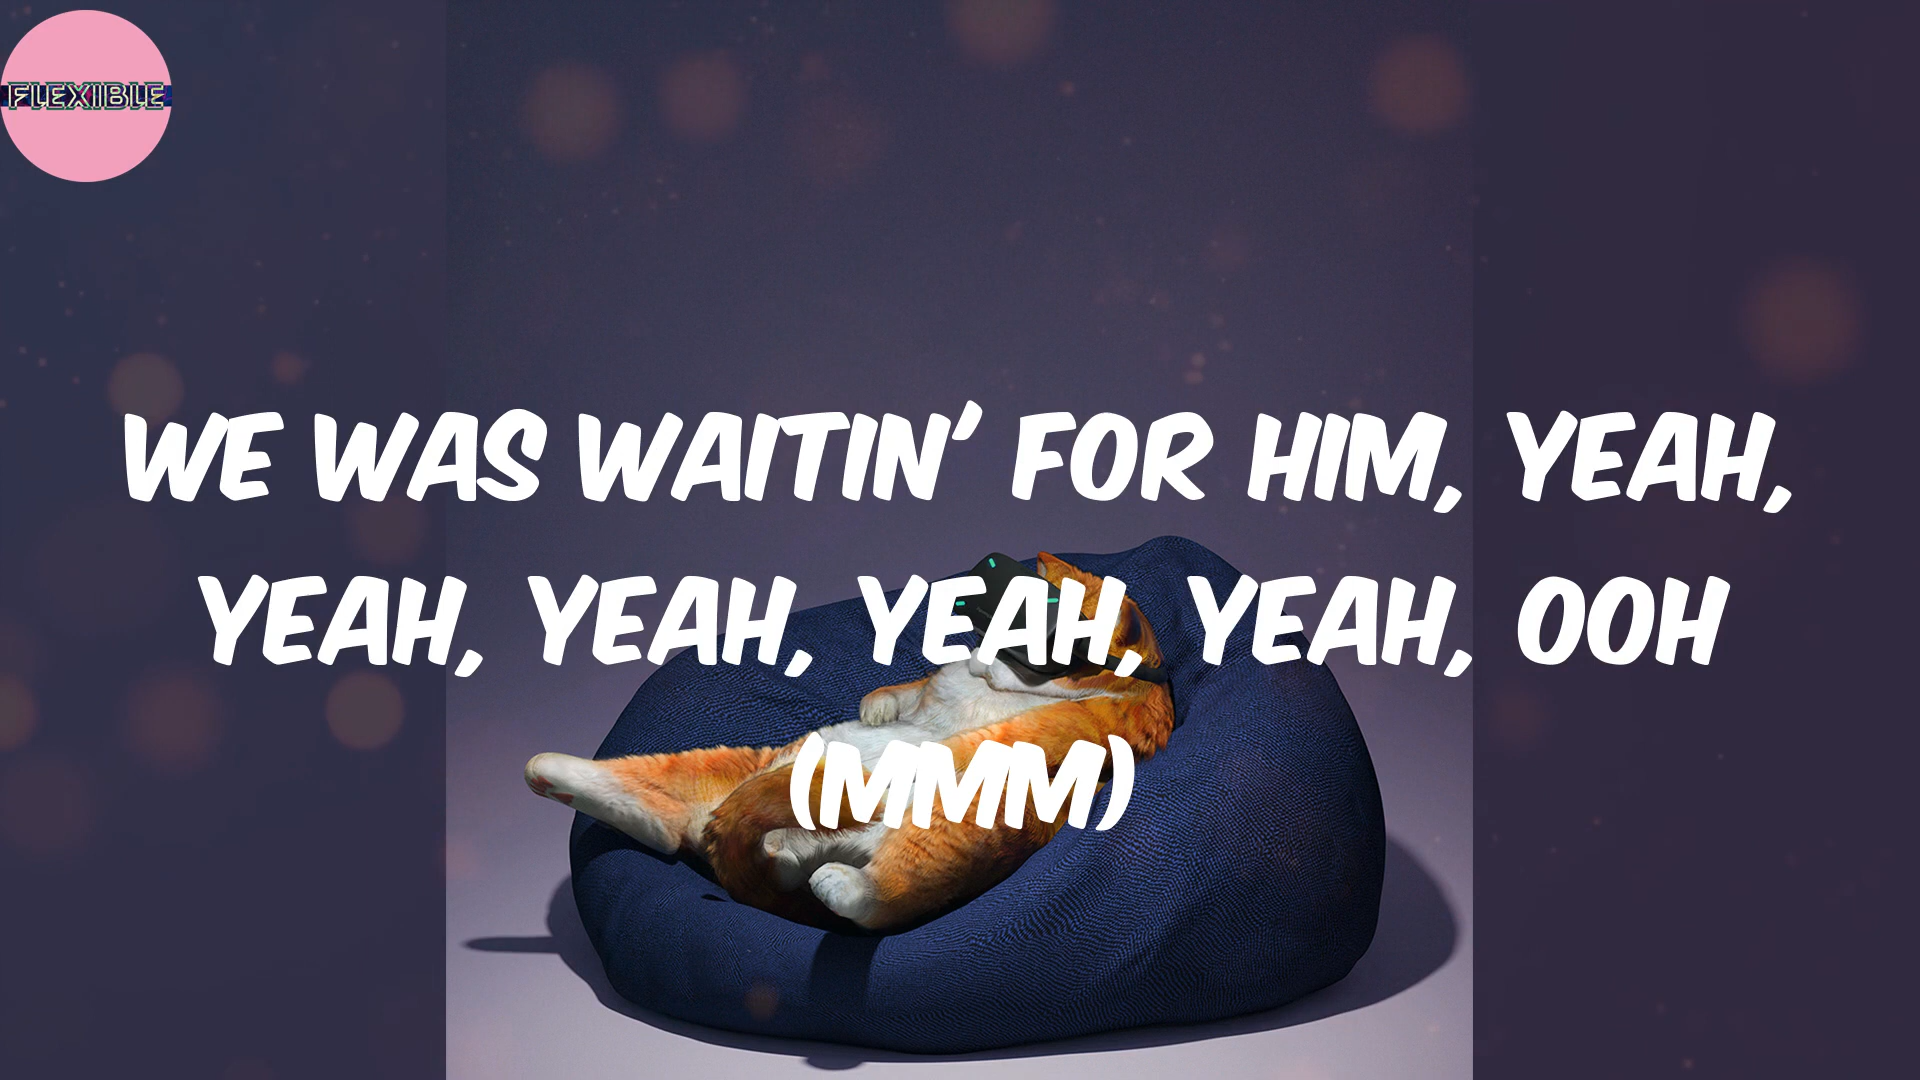 FLEXIBLE
WE WAS WAITIN' FOR HIM, YEAH,
YEAH, YEAH, YEAH, YEAH, OOH
(MMM)